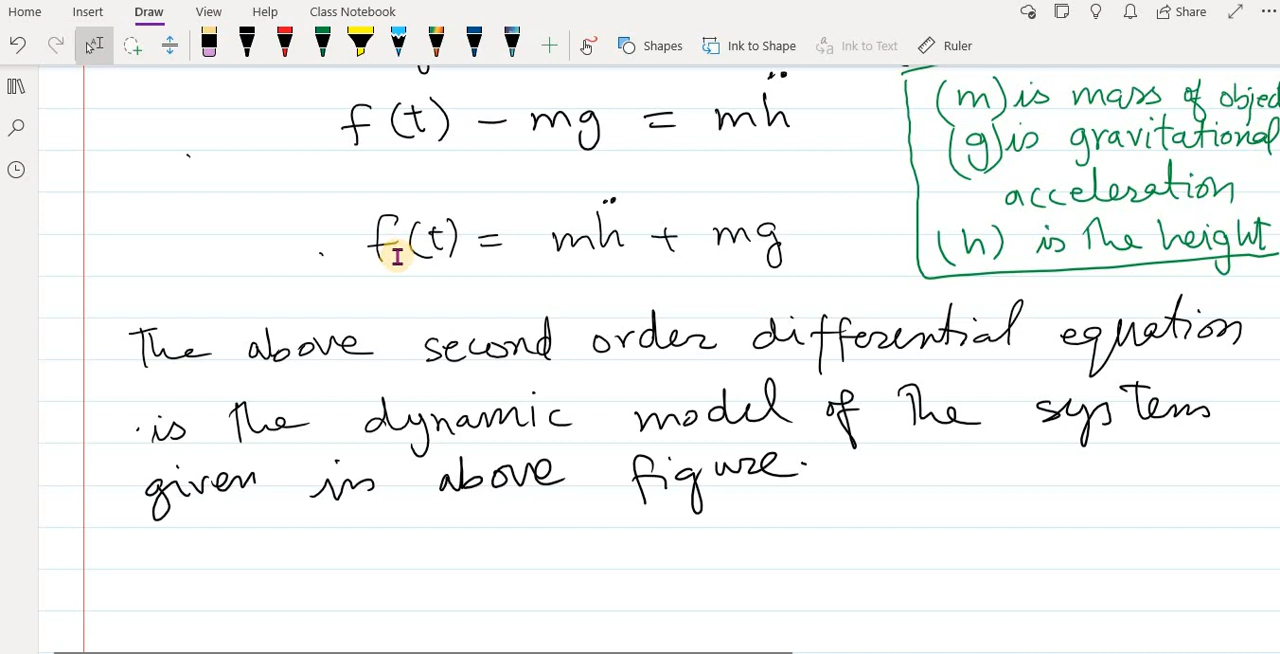 Home Insert Draw View Help Class Notebook Share
Shapes Ink to Shape Ink to Text Ruler
f(t) - mg = mḧ
f(t) = mḧ + mg
(m) is mass of objec
(g) is gravitational
acceleration
(h) is the height
The above second order differential equation
is the dynamic model of the system
given in above figure.